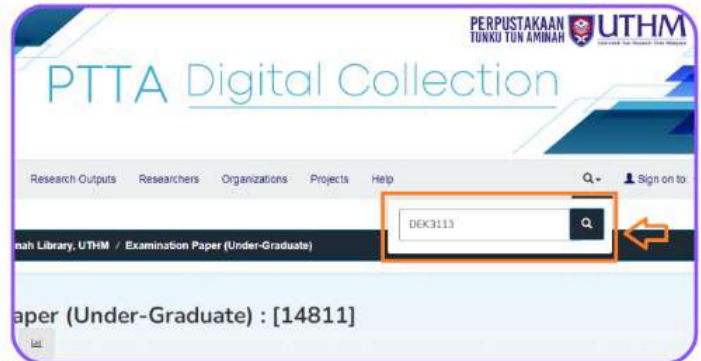 PERPUSTAKAAN
TUNKU TUN AMINAH
UTHM
PTTA Digital Collection
Research Outputs Researchers Organizations Projects Help Sign on to:
DEK3113
nah Library, UTHM / Examination Paper (Under-Graduate)
aper (Under-Graduate) : [14811]